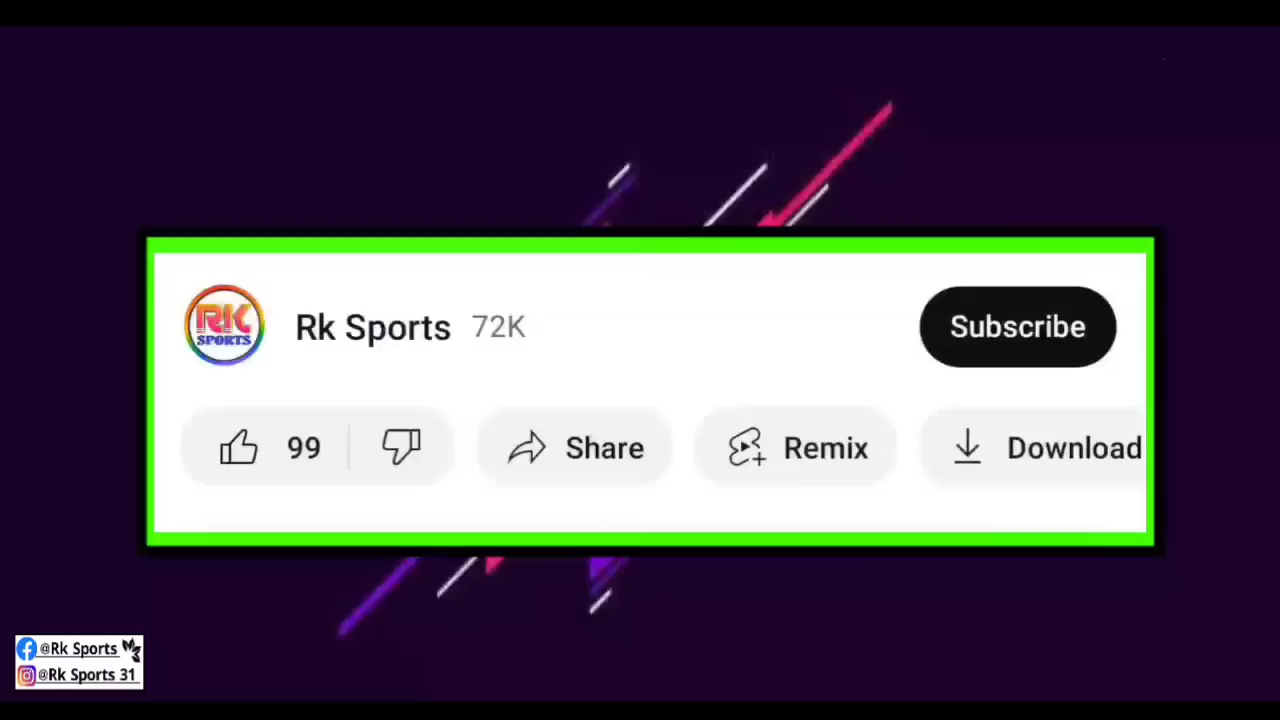 RK
SPORTS
Rk Sports 72K
Subscribe
99
Share
Remix
Download
@Rk Sports
@Rk Sports 31